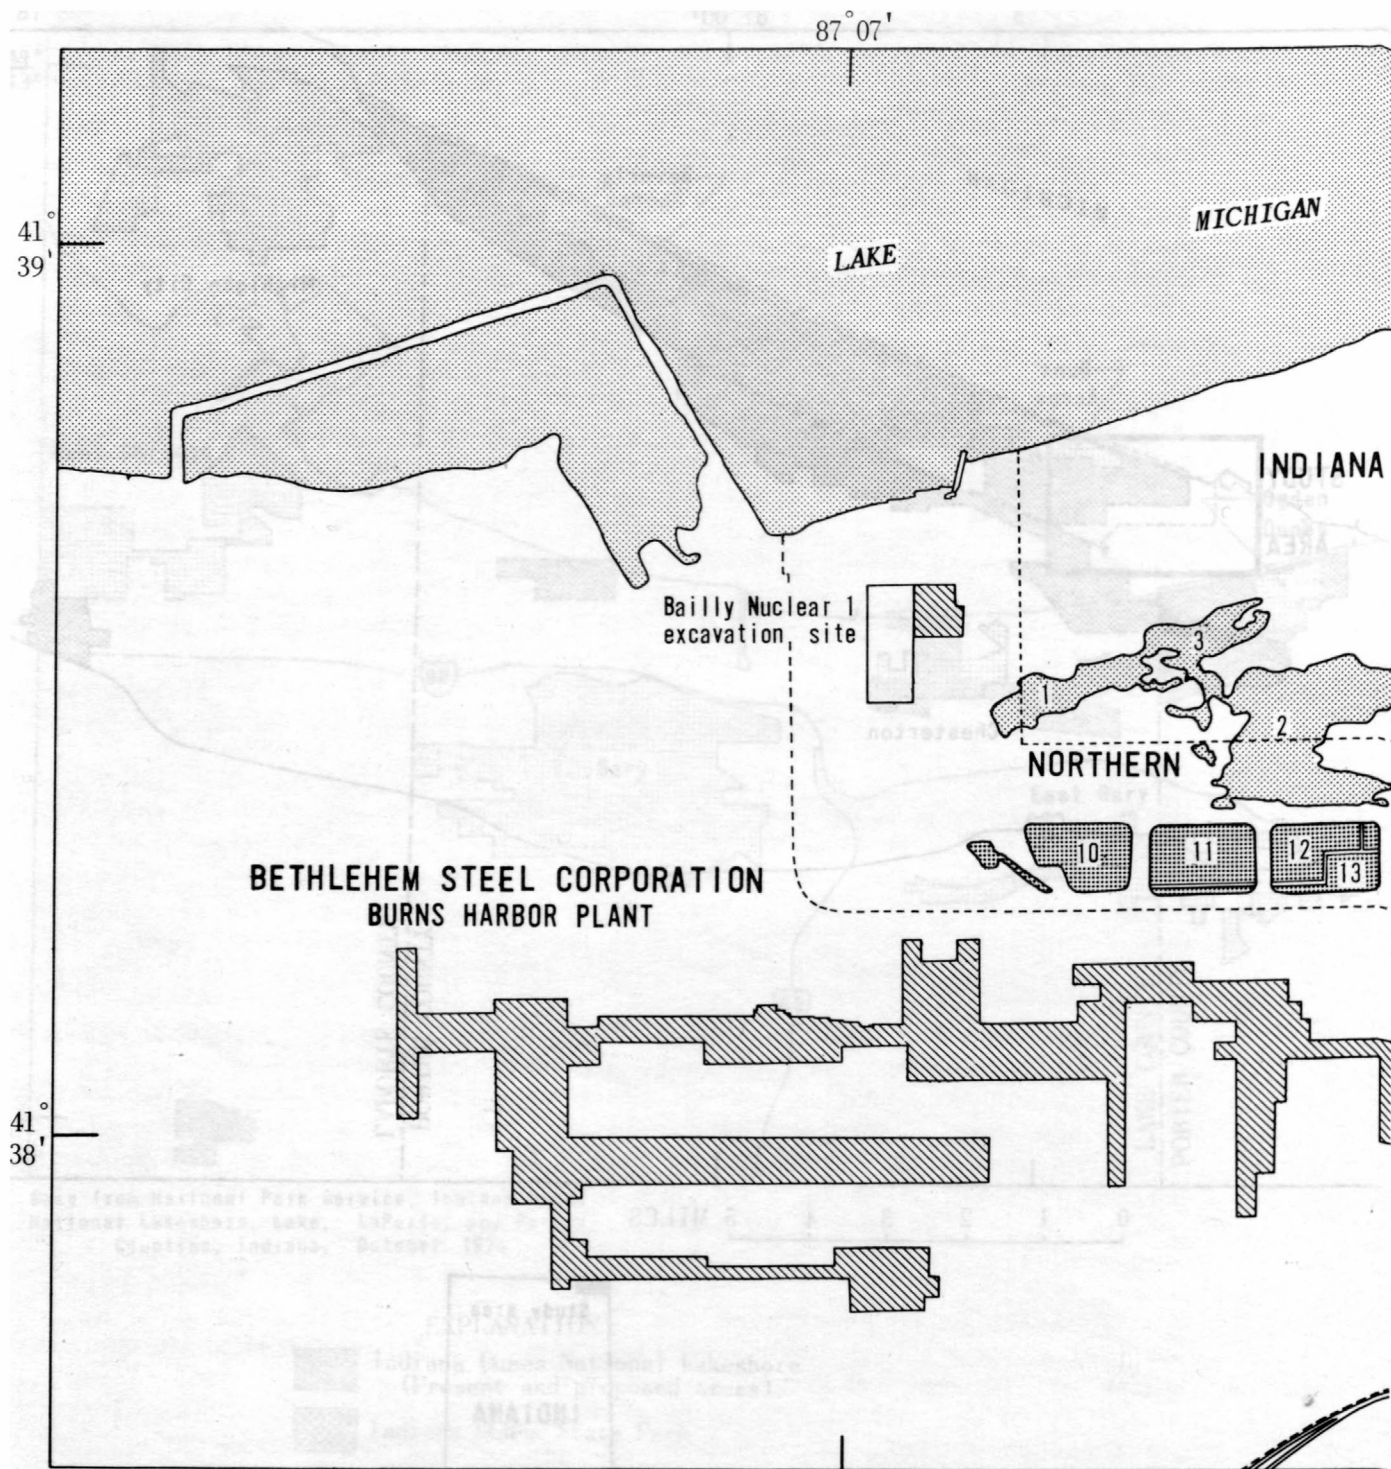 87°07'
41°
39'
LAKE
MICHIGAN
INDIANA
Bailly Nuclear 1
excavation site
3
1
2
NORTHERN
10
11
12
13
BETHLEHEM STEEL CORPORATION
BURNS HARBOR PLANT
41°
38'